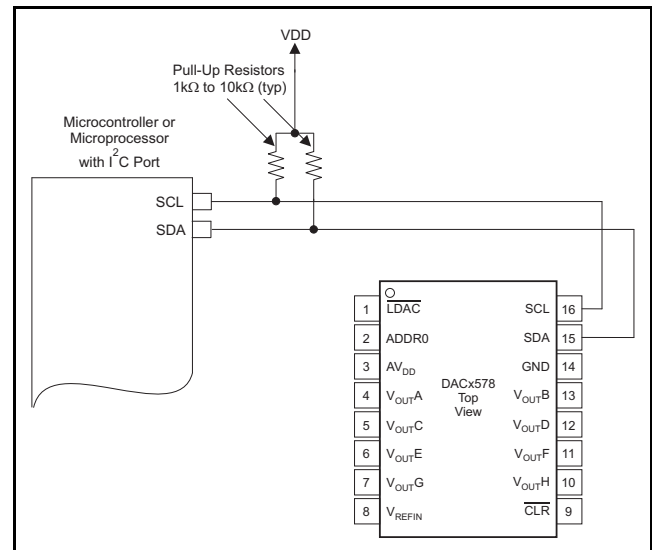 VDD
Pull-Up Resistors
1kΩ to 10kΩ (typ)
Microcontroller or
Microprocessor
with I²C Port
SCL
SDA
1 LDAC SCL 16
2 ADDR0 SDA 15
3 AVDD GND 14
4 VOUTA VOUTB 13
5 VOUTC VOUTD 12
6 VOUTE VOUTF 11
7 VOUTG VOUTH 10
8 VREFIN CLR 9
DACx578
Top
View